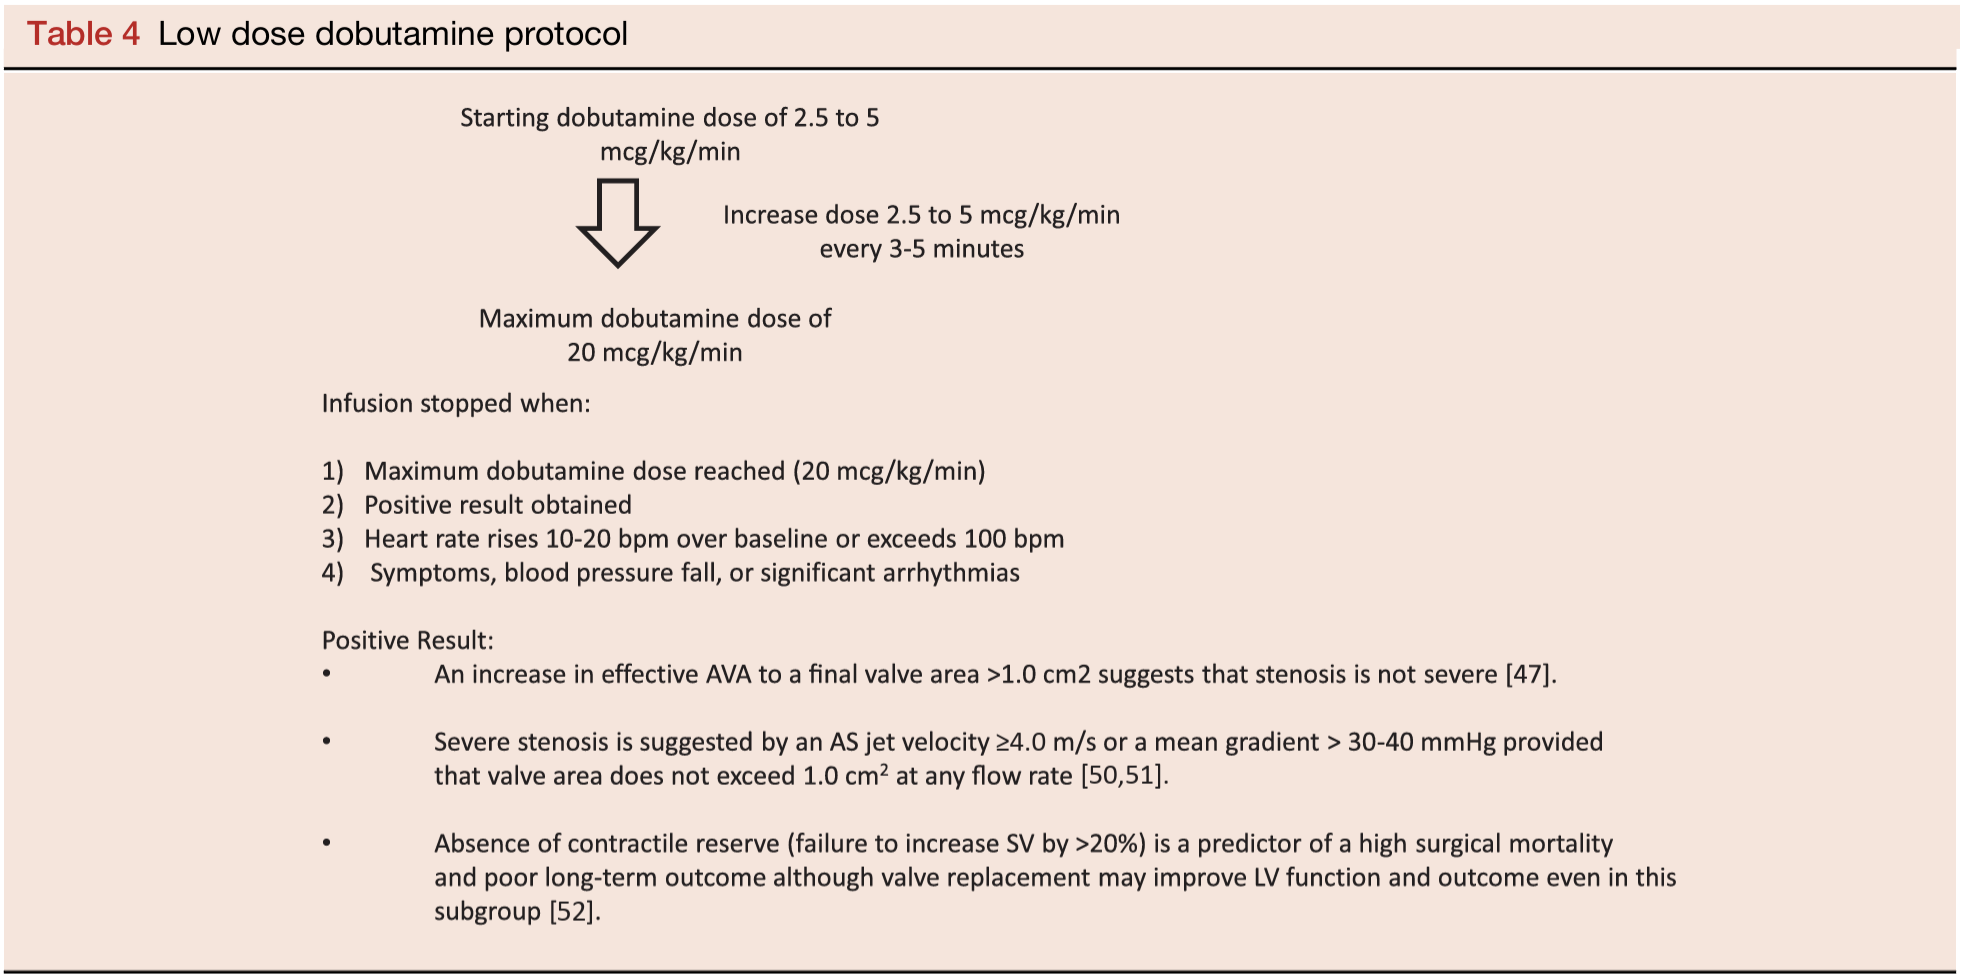 Table 4 Low dose dobutamine protocol
Starting dobutamine dose of 2.5 to 5
mcg/kg/min
Increase dose 2.5 to 5 mcg/kg/min
every 3-5 minutes
Maximum dobutamine dose of
20 mcg/kg/min
Infusion stopped when:
1) Maximum dobutamine dose reached (20 mcg/kg/min)
2) Positive result obtained
3) Heart rate rises 10-20 bpm over baseline or exceeds 100 bpm
4) Symptoms, blood pressure fall, or significant arrhythmias
Positive Result:
• An increase in effective AVA to a final valve area >1.0 cm2 suggests that stenosis is not severe [47].
• Severe stenosis is suggested by an AS jet velocity ≥4.0 m/s or a mean gradient > 30-40 mmHg provided
that valve area does not exceed 1.0 cm² at any flow rate [50,51].
• Absence of contractile reserve (failure to increase SV by >20%) is a predictor of a high surgical mortality
and poor long-term outcome although valve replacement may improve LV function and outcome even in this
subgroup [52].